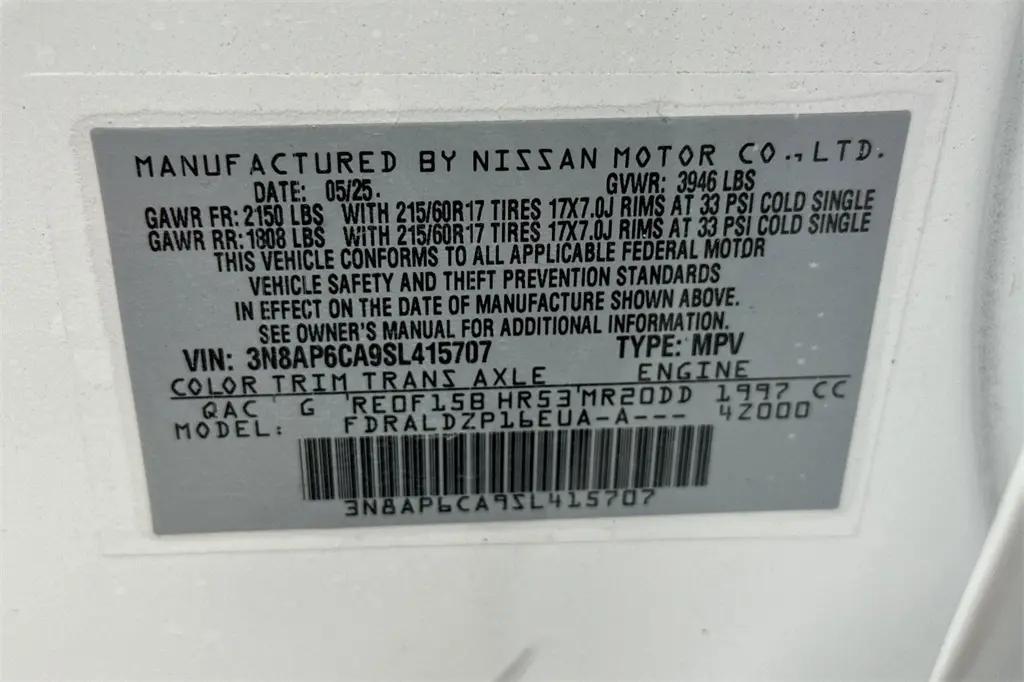 MANUFACTURED BY NISSAN MOTOR CO., LTD.
DATE: 05/25. GVWR: 3946 LBS
GAWR FR: 2150 LBS WITH 215/60R17 TIRES 17X7.0J RIMS AT 33 PSI COLD SINGLE
GAWR RR: 1808 LBS WITH 215/60R17 TIRES 17X7.0J RIMS AT 33 PSI COLD SINGLE
THIS VEHICLE CONFORMS TO ALL APPLICABLE FEDERAL MOTOR
VEHICLE SAFETY AND THEFT PREVENTION STANDARDS
IN EFFECT ON THE DATE OF MANUFACTURE SHOWN ABOVE.
SEE OWNER'S MANUAL FOR ADDITIONAL INFORMATION.
VIN: 3N8AP6CA9SL415707 TYPE: MPV
COLOR TRIM TRANS AXLE ENGINE
QAC G RE0F15B HR53 MR20DD 1997 CC
MODEL: FDRALDZP16EUA-A--- 4Z000
3N8AP6CA9SL415707